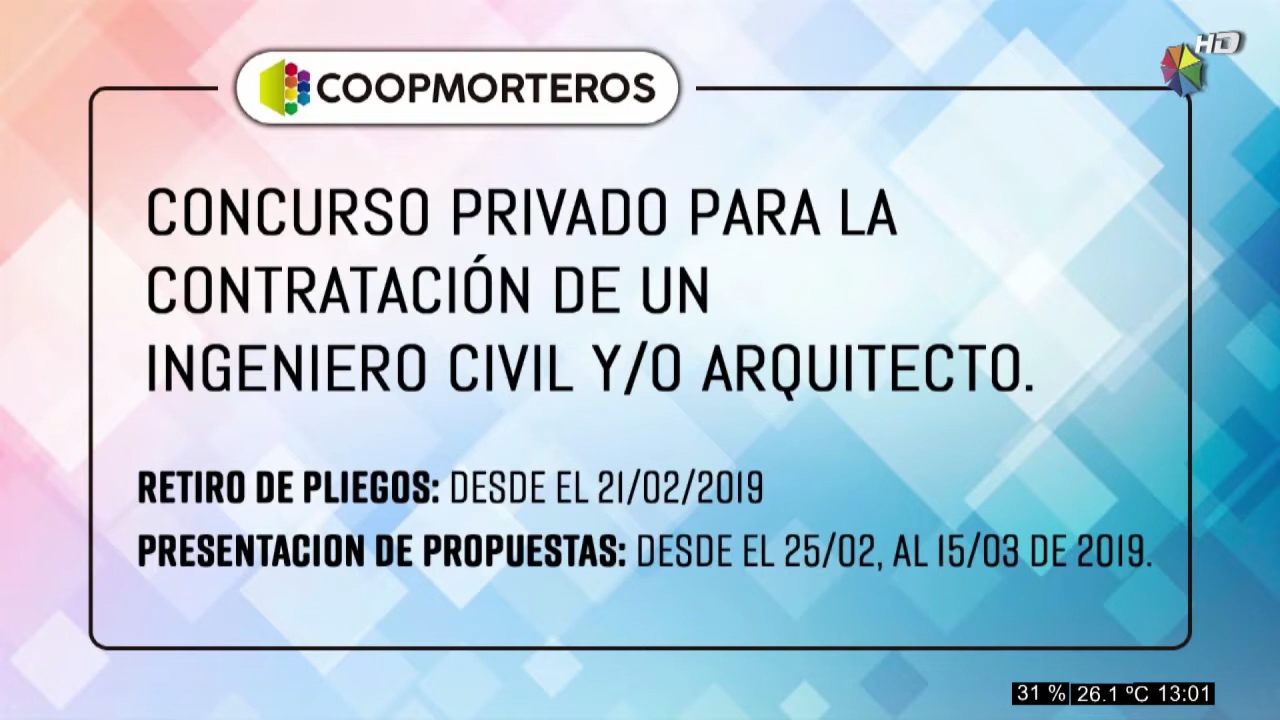 HD
COOPMORTEROS
CONCURSO PRIVADO PARA LA
CONTRATACIÓN DE UN
INGENIERO CIVIL Y/O ARQUITECTO.
RETIRO DE PLIEGOS: DESDE EL 21/02/2019
PRESENTACION DE PROPUESTAS: DESDE EL 25/02, AL 15/03 DE 2019.
31 % 26.1 ºC 13:01